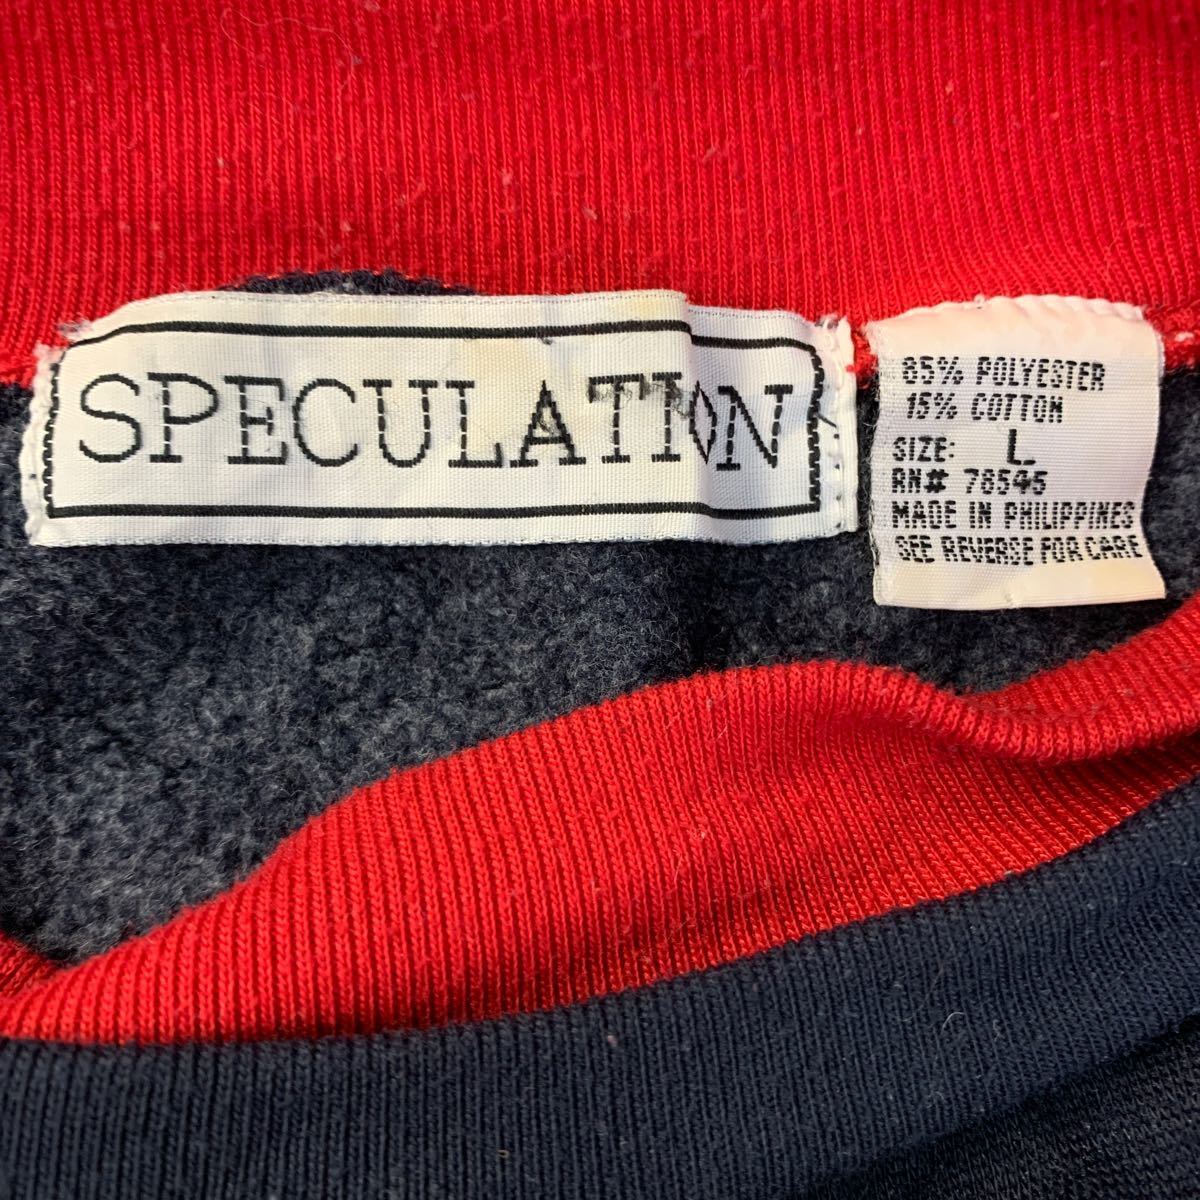 SPECULATION
85% POLYESTER
15% COTTON
SIZE: L
RN# 78545
MADE IN PHILIPPINES
SEE REVERSE FOR CARE